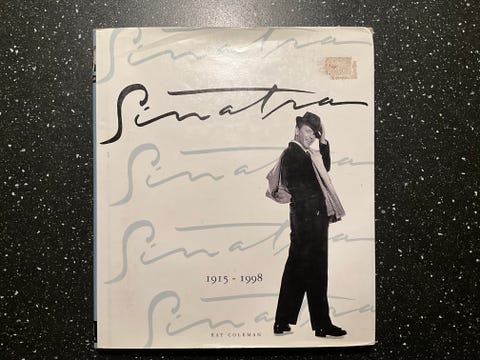 Sinatra
Sinatra
Sinatra
Sinatra
Sinatra
1915 - 1998
RAY COLEMAN